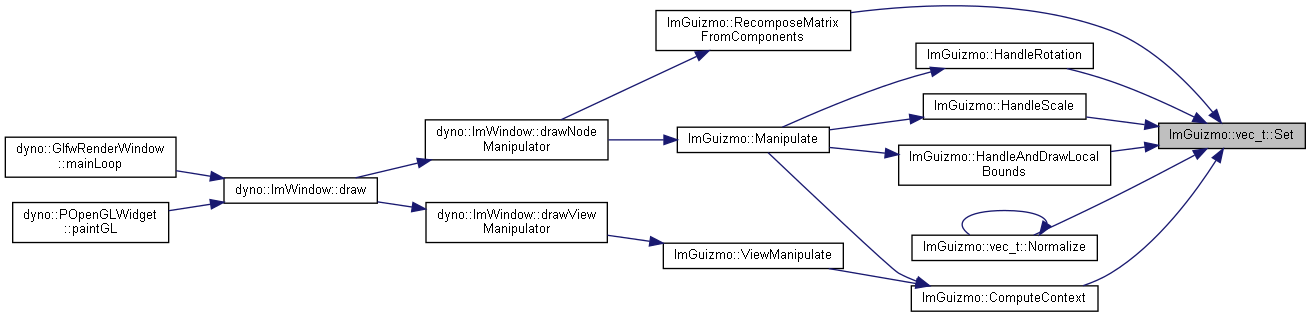 dyno::GlfwRenderWindow
::mainLoop
dyno::POpenGLWidget
::paintGL
dyno::ImWindow::draw
dyno::ImWindow::drawNode
Manipulator
dyno::ImWindow::drawView
Manipulator
ImGuizmo::RecomposeMatrix
FromComponents
ImGuizmo::Manipulate
ImGuizmo::ViewManipulate
ImGuizmo::HandleRotation
ImGuizmo::HandleScale
ImGuizmo::HandleAndDrawLocal
Bounds
ImGuizmo::vec_t::Normalize
ImGuizmo::ComputeContext
ImGuizmo::vec_t::Set